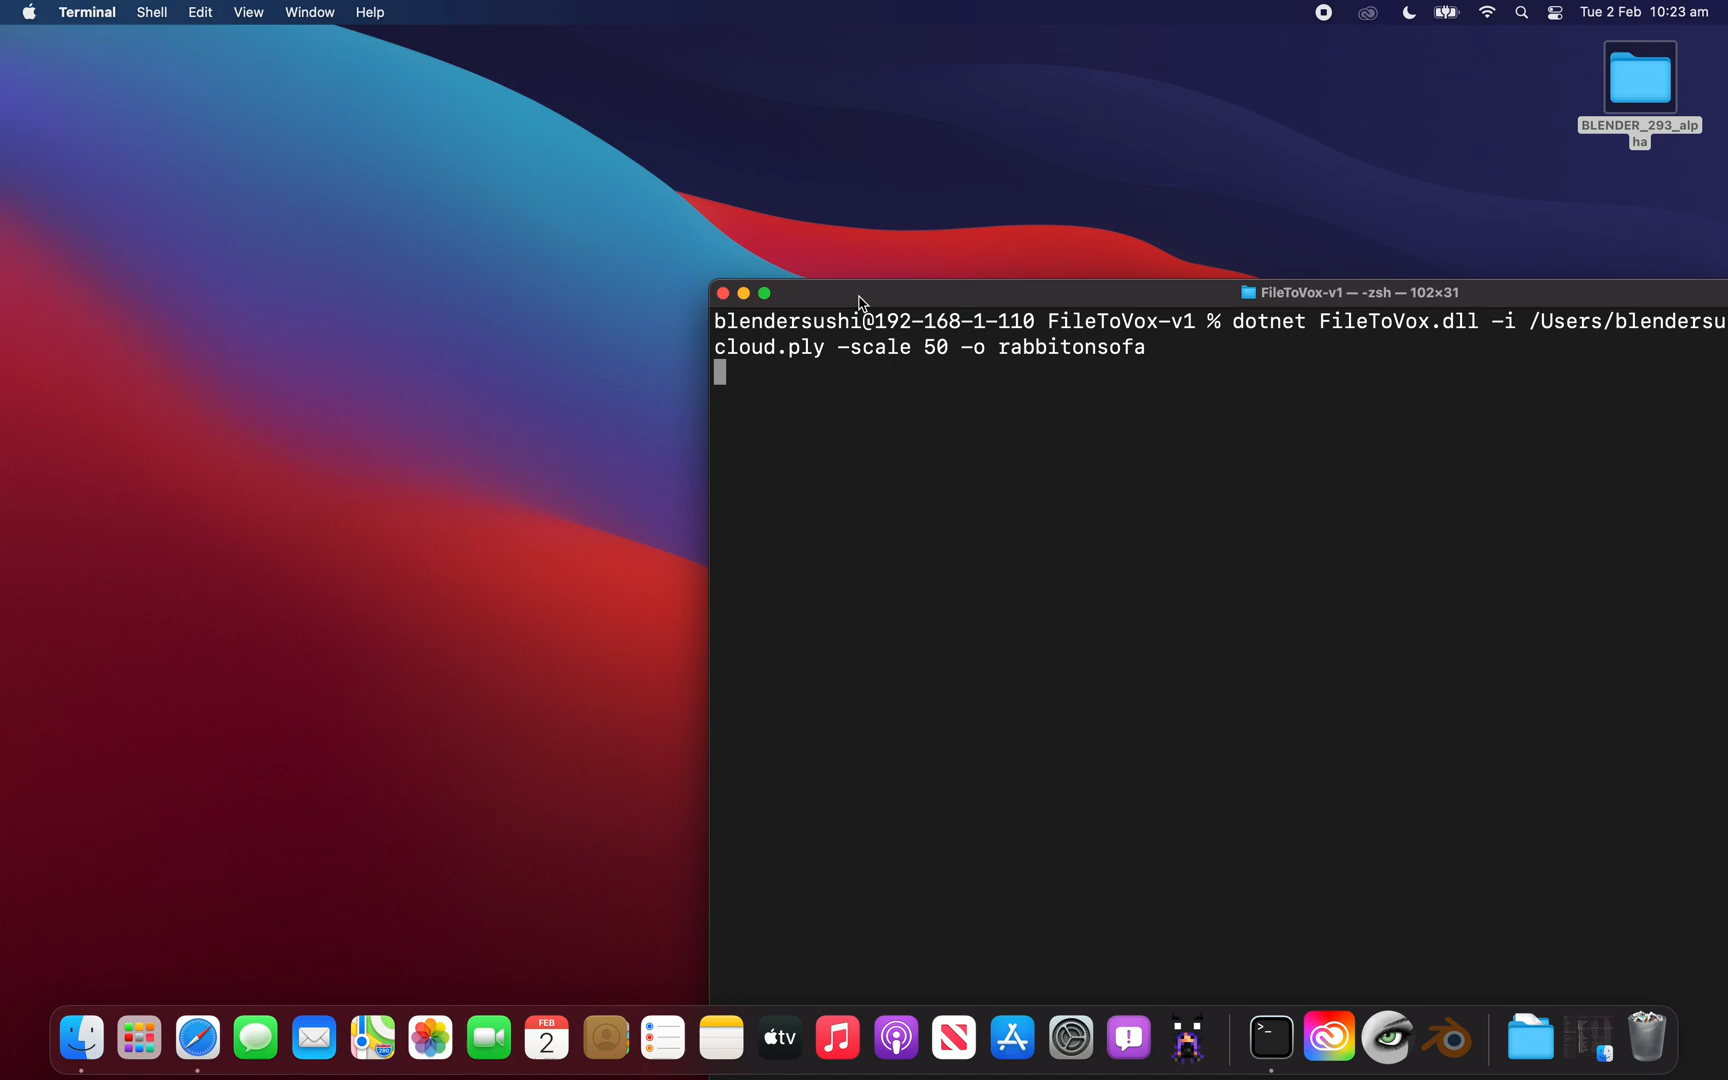 Terminal Shell Edit View Window Help Tue 2 Feb 10:23 am
BLENDER_293_alp
ha
FileToVox-v1 — -zsh — 102×31
blendersushi@192-168-1-110 FileToVox-v1 % dotnet FileToVox.dll -i /Users/blendersu
cloud.ply -scale 50 -o rabbitonsofa
FEB
2
tv
>_